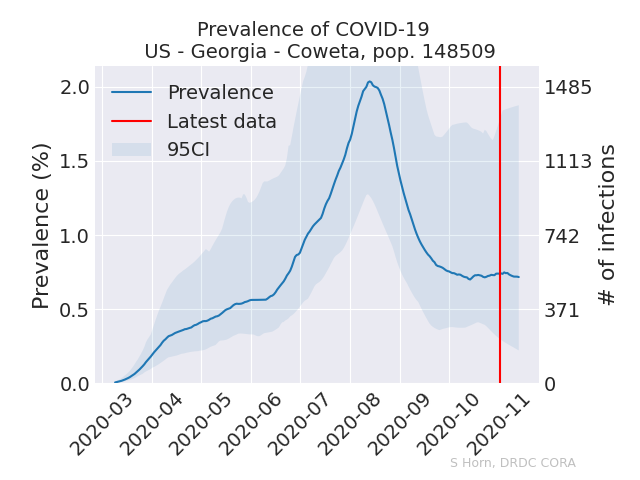 Prevalence of COVID-19
US - Georgia - Coweta, pop. 148509
Prevalence
Latest data
95CI
Prevalence (%)
2.0
1.5
1.0
0.5
0.0
1485
1113
742
371
0
# of infections
2020-03
2020-04
2020-05
2020-06
2020-07
2020-08
2020-09
2020-10
2020-11
S Horn, DRDC CORA